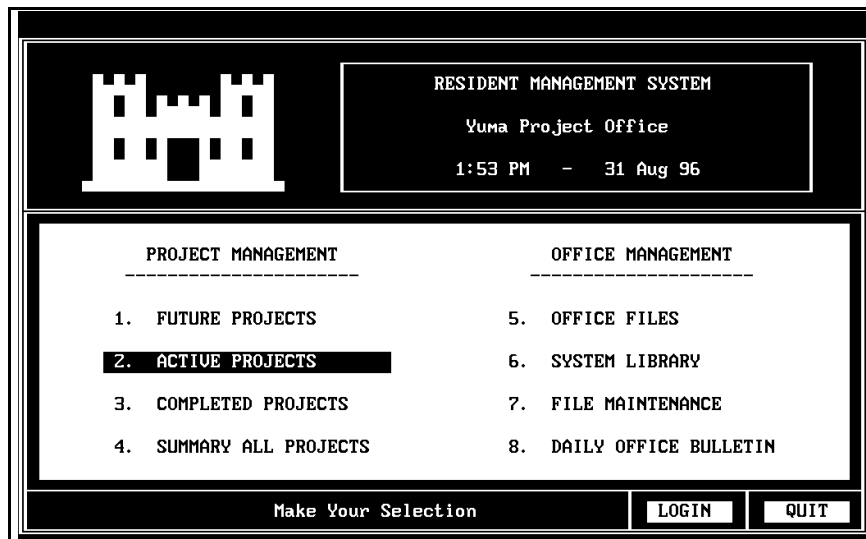 RESIDENT MANAGEMENT SYSTEM
Yuma Project Office
1:53 PM - 31 Aug 96
PROJECT MANAGEMENT
----------------------
1. FUTURE PROJECTS
2. ACTIVE PROJECTS
3. COMPLETED PROJECTS
4. SUMMARY ALL PROJECTS
OFFICE MANAGEMENT
---------------------
5. OFFICE FILES
6. SYSTEM LIBRARY
7. FILE MAINTENANCE
8. DAILY OFFICE BULLETIN
Make Your Selection
LOGIN
QUIT